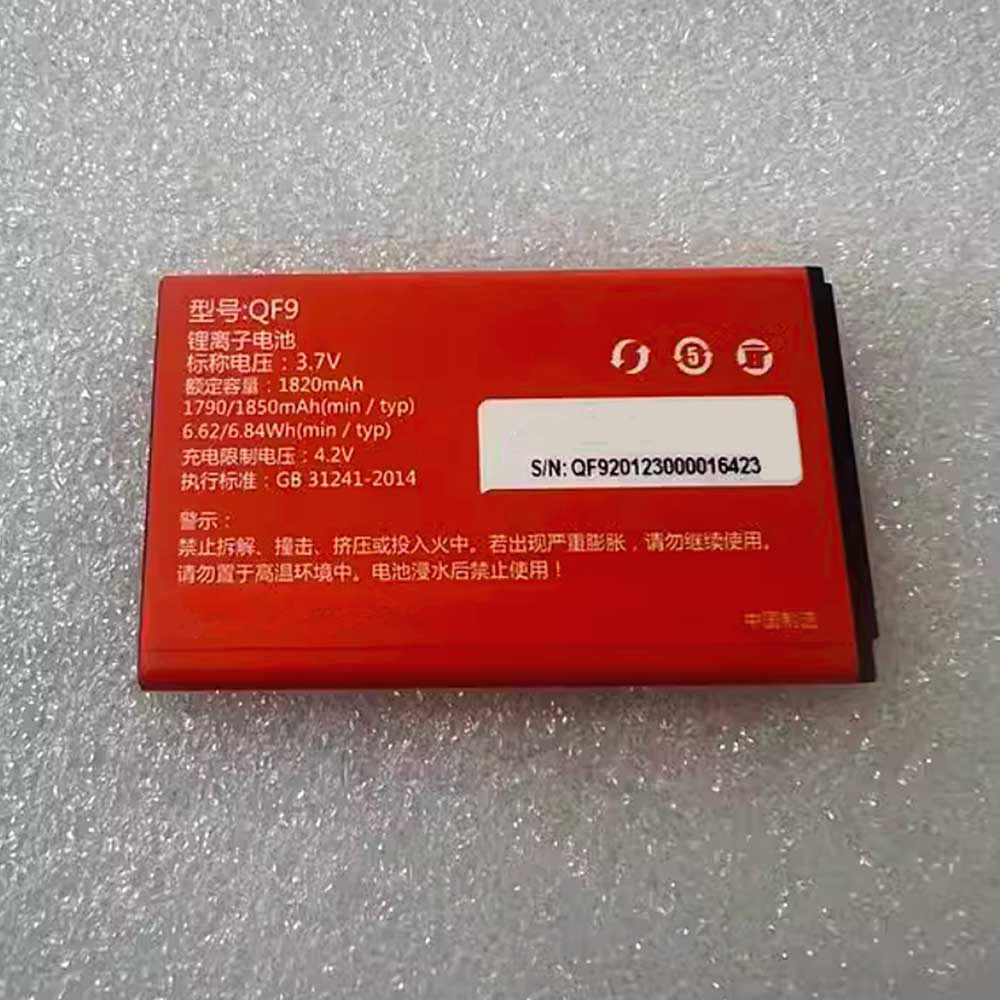 型号:QF9
锂离子电池
标称电压：3.7V
额定容量：1820mAh
1790/1850mAh(min / typ)
6.62/6.84Wh(min / typ)
充电限制电压：4.2V
执行标准：GB 31241-2014
5
S/N: QF920123000016423
警示：
禁止拆解、撞击、挤压或投入火中。若出现严重膨胀，请勿继续使用。
请勿置于高温环境中。电池浸水后禁止使用！
中国制造